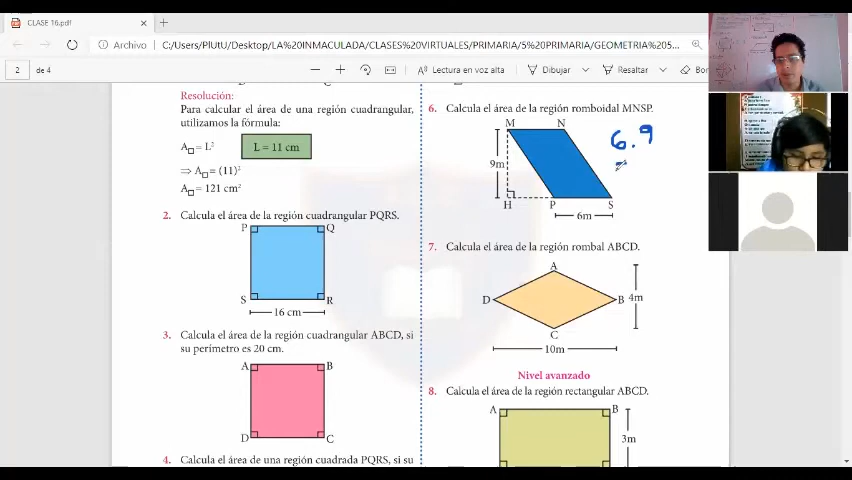 CLASE 16.pdf
Archivo
C:/Users/PlUtU/Desktop/LA%20INMACULADA/CLASES%20VIRTUALES/PRIMARIA/5%20PRIMARIA/GEOMETRIA%205...
2
de 4
Lectura en voz alta
Dibujar
Resaltar
Resolución:
Para calcular el área de una región cuadrangular,
utilizamos la fórmula:
A□ = L²
L = 11 cm
⇒ A□ = (11)²
A□ = 121 cm²
2. Calcula el área de la región cuadrangular PQRS.
P
Q
S
R
16 cm
3. Calcula el área de la región cuadrangular ABCD, si
su perímetro es 20 cm.
A
B
D
C
4. Calcula el área de una región cuadrada PQRS, si su
6. Calcula el área de la región romboidal MNSP.
M
N
6.9
9m
H
P
S
6m
7. Calcula el área de la región rombal ABCD.
A
D
B
4m
C
10m
Nivel avanzado
8. Calcula el área de la región rectangular ABCD.
A
B
3m